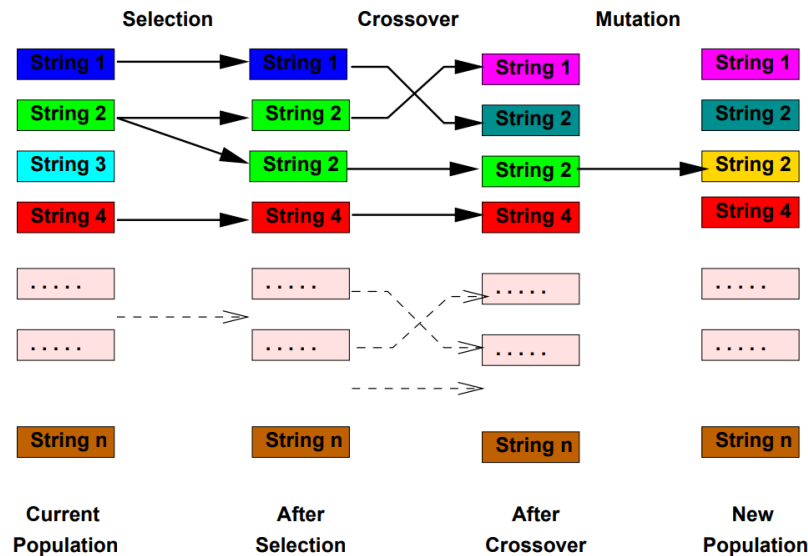 Selection Crossover Mutation
String 1 String 1 String 1 String 1
String 2 String 2 String 2 String 2
String 3 String 2 String 2 String 2
String 4 String 4 String 4 String 4
. . . . . . . . . . . . . . . . . . . .
. . . . . . . . . . . . . . . . . . . .
String n String n String n String n
Current After After New
Population Selection Crossover Population